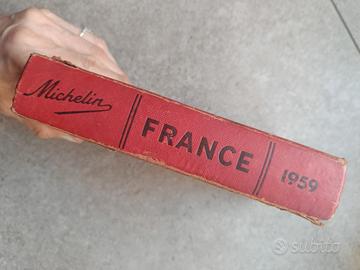 Michelin
FRANCE
1959
subito